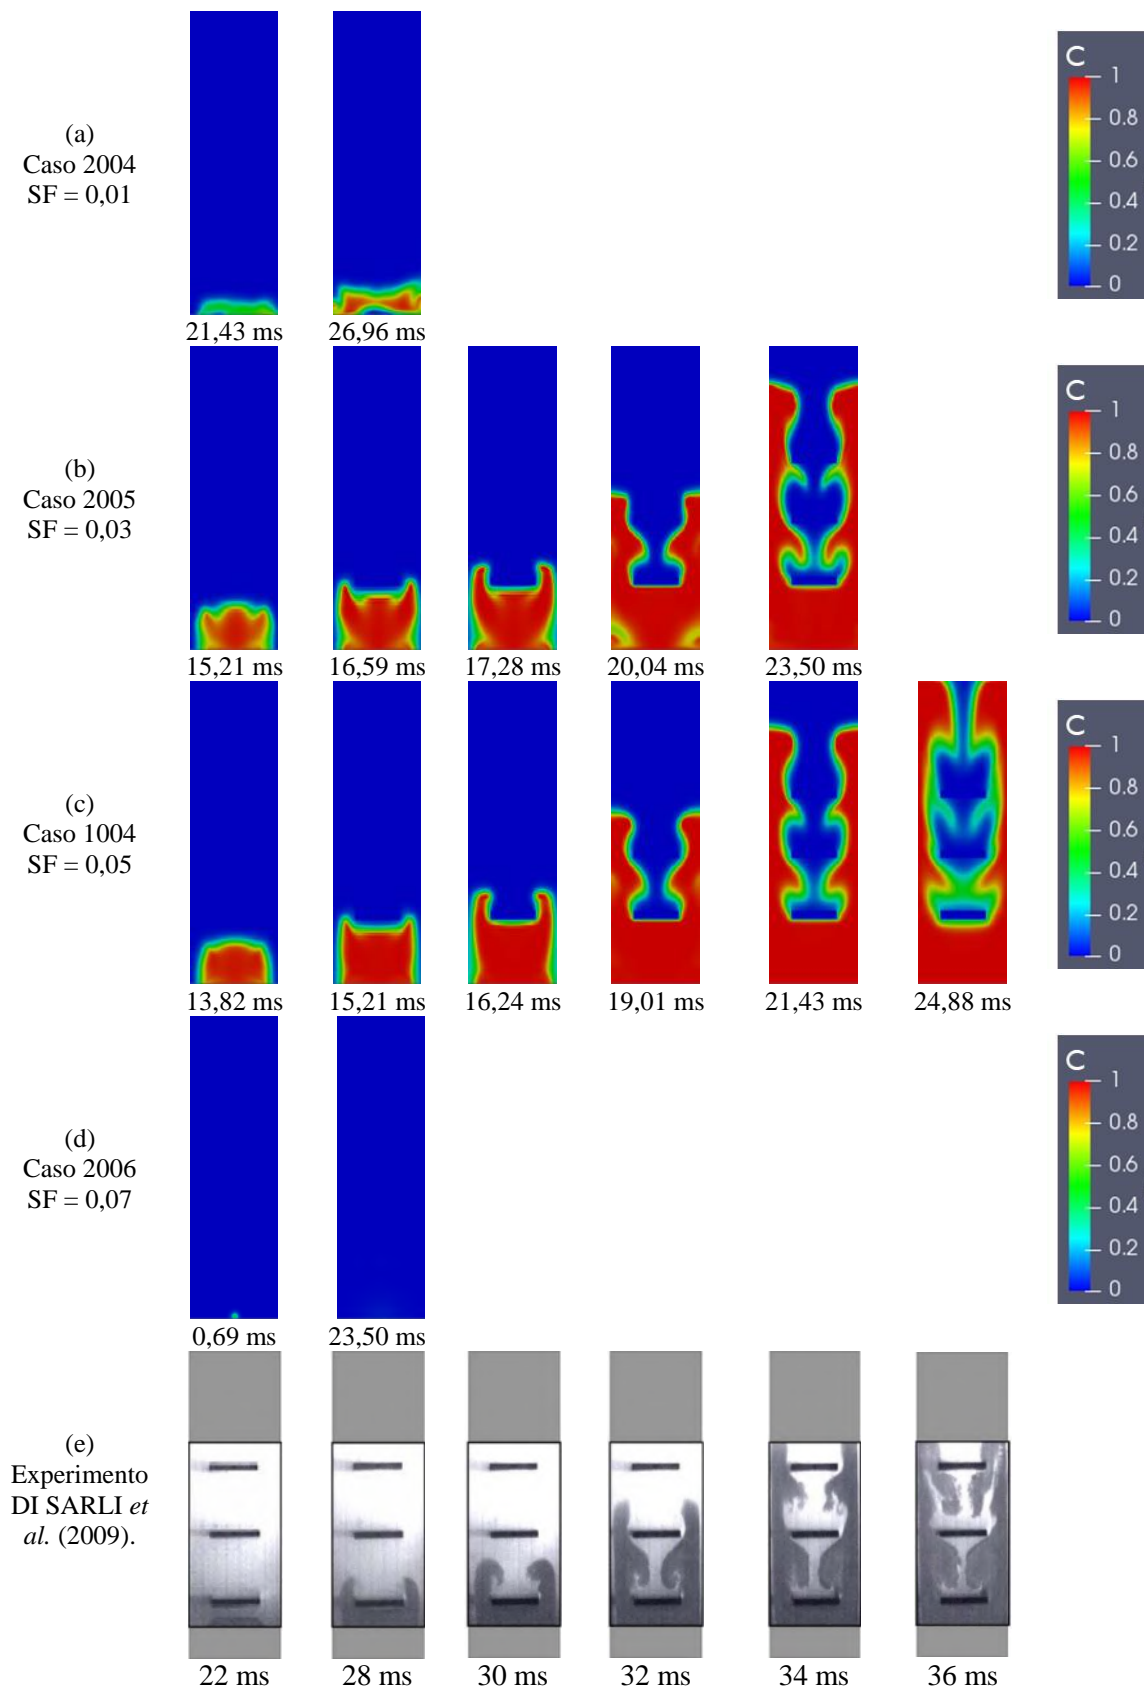 (a)
Caso 2004
SF = 0,01
C
1
0.8
0.6
0.4
0.2
0
21,43 ms 26,96 ms
(b)
Caso 2005
SF = 0,03
C
1
0.8
0.6
0.4
0.2
0
15,21 ms 16,59 ms 17,28 ms 20,04 ms 23,50 ms
(c)
Caso 1004
SF = 0,05
C
1
0.8
0.6
0.4
0.2
0
13,82 ms 15,21 ms 16,24 ms 19,01 ms 21,43 ms 24,88 ms
(d)
Caso 2006
SF = 0,07
C
1
0.8
0.6
0.4
0.2
0
0,69 ms 23,50 ms
(e)
Experimento
DI SARLI et
al. (2009).
22 ms 28 ms 30 ms 32 ms 34 ms 36 ms